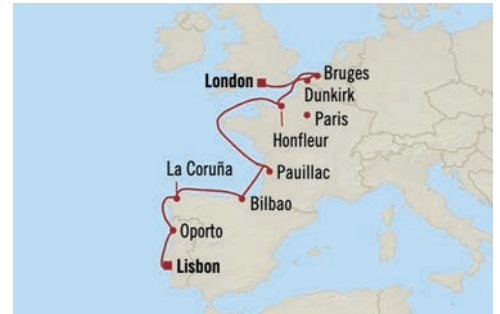 London
Bruges
Dunkirk
Paris
Honfleur
La Coruña
Pauillac
Bilbao
Oporto
Lisbon